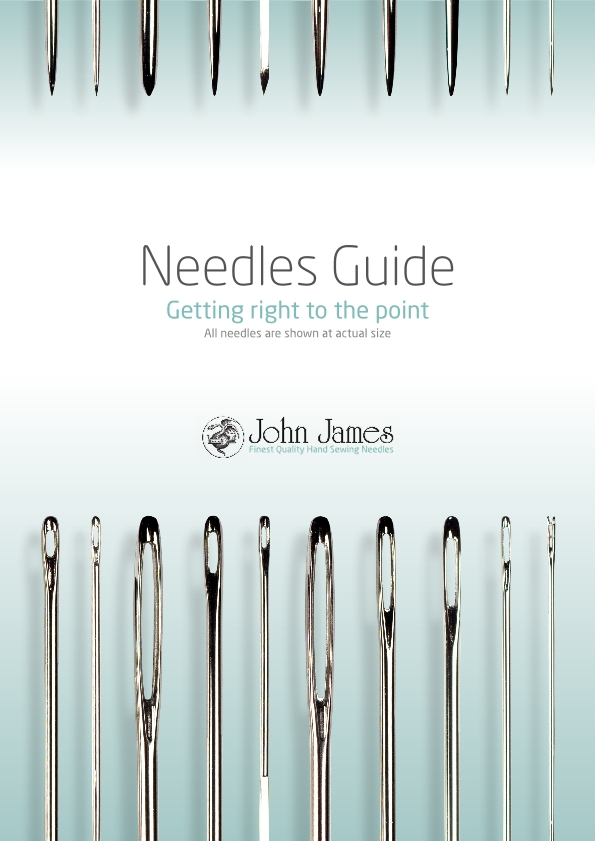 Needles Guide
Getting right to the point
All needles are shown at actual size
John James
Finest Quality Hand Sewing Needles